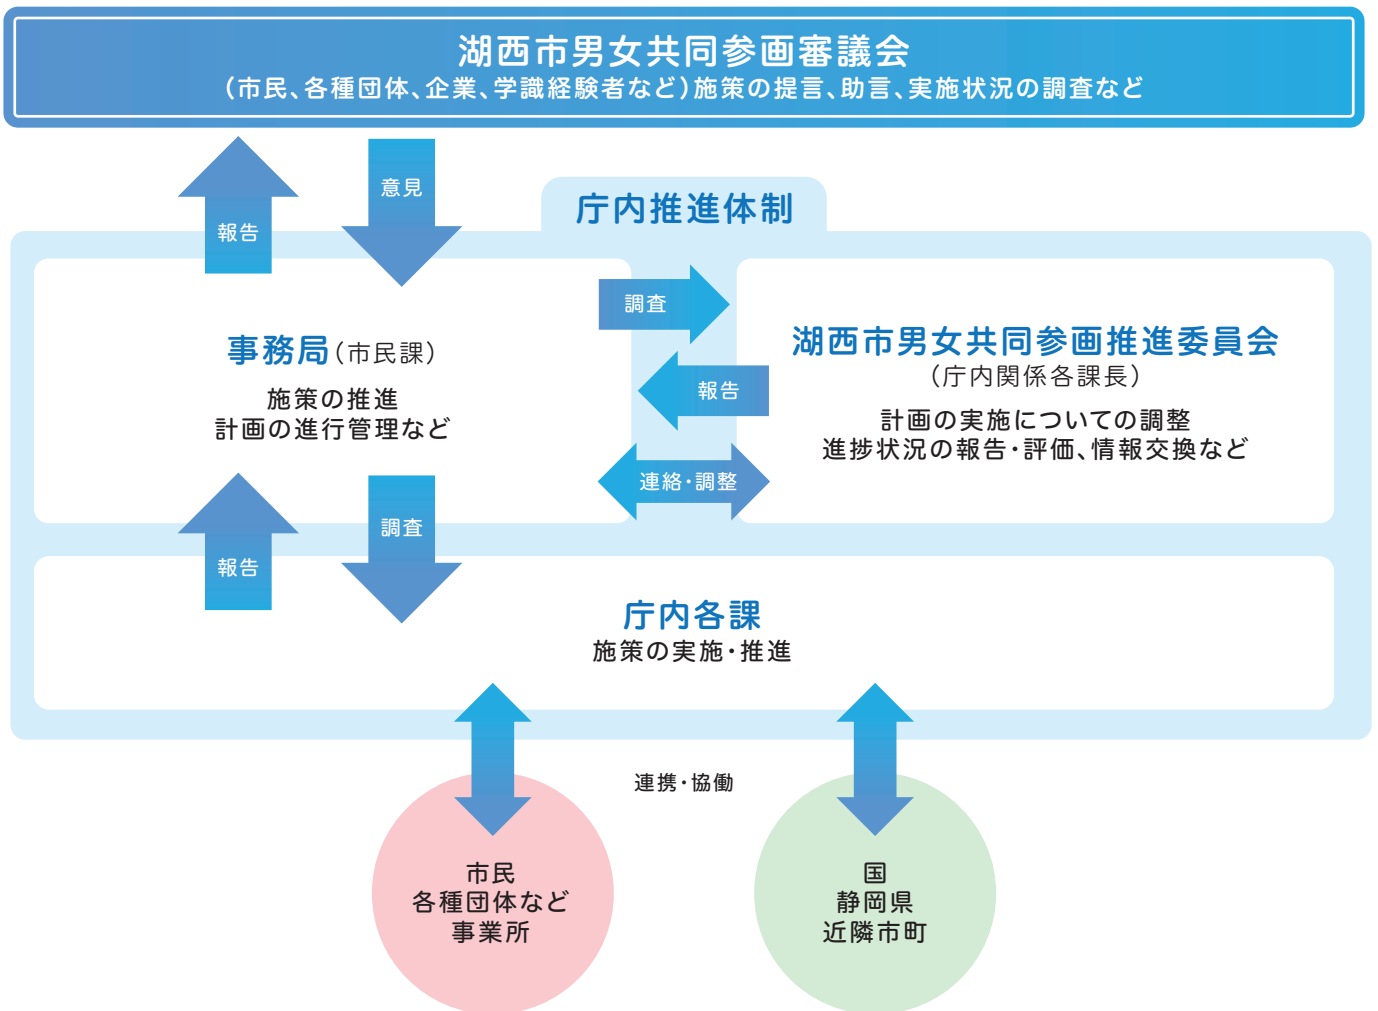 湖西市男女共同参画審議会
（市民、各種団体、企業、学識経験者など）施策の提言、助言、実施状況の調査など
報告
意見
庁内推進体制
事務局（市民課）
施策の推進
計画の進行管理など
調査
報告
連絡・調整
湖西市男女共同参画推進委員会
（庁内関係各課長）
計画の実施についての調整
進捗状況の報告・評価、情報交換など
報告
調査
庁内各課
施策の実施・推進
連携・協働
市民
各種団体など
事業所
国
静岡県
近隣市町